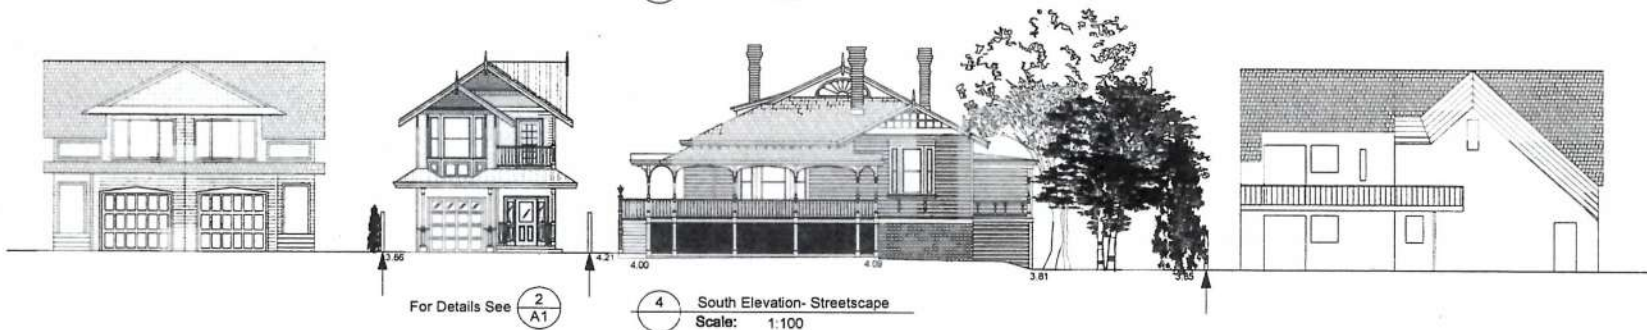 3.66
4.21
4.00
4.09
3.81
3.85
For Details See 2
A1
4 South Elevation- Streetscape
Scale: 1:100